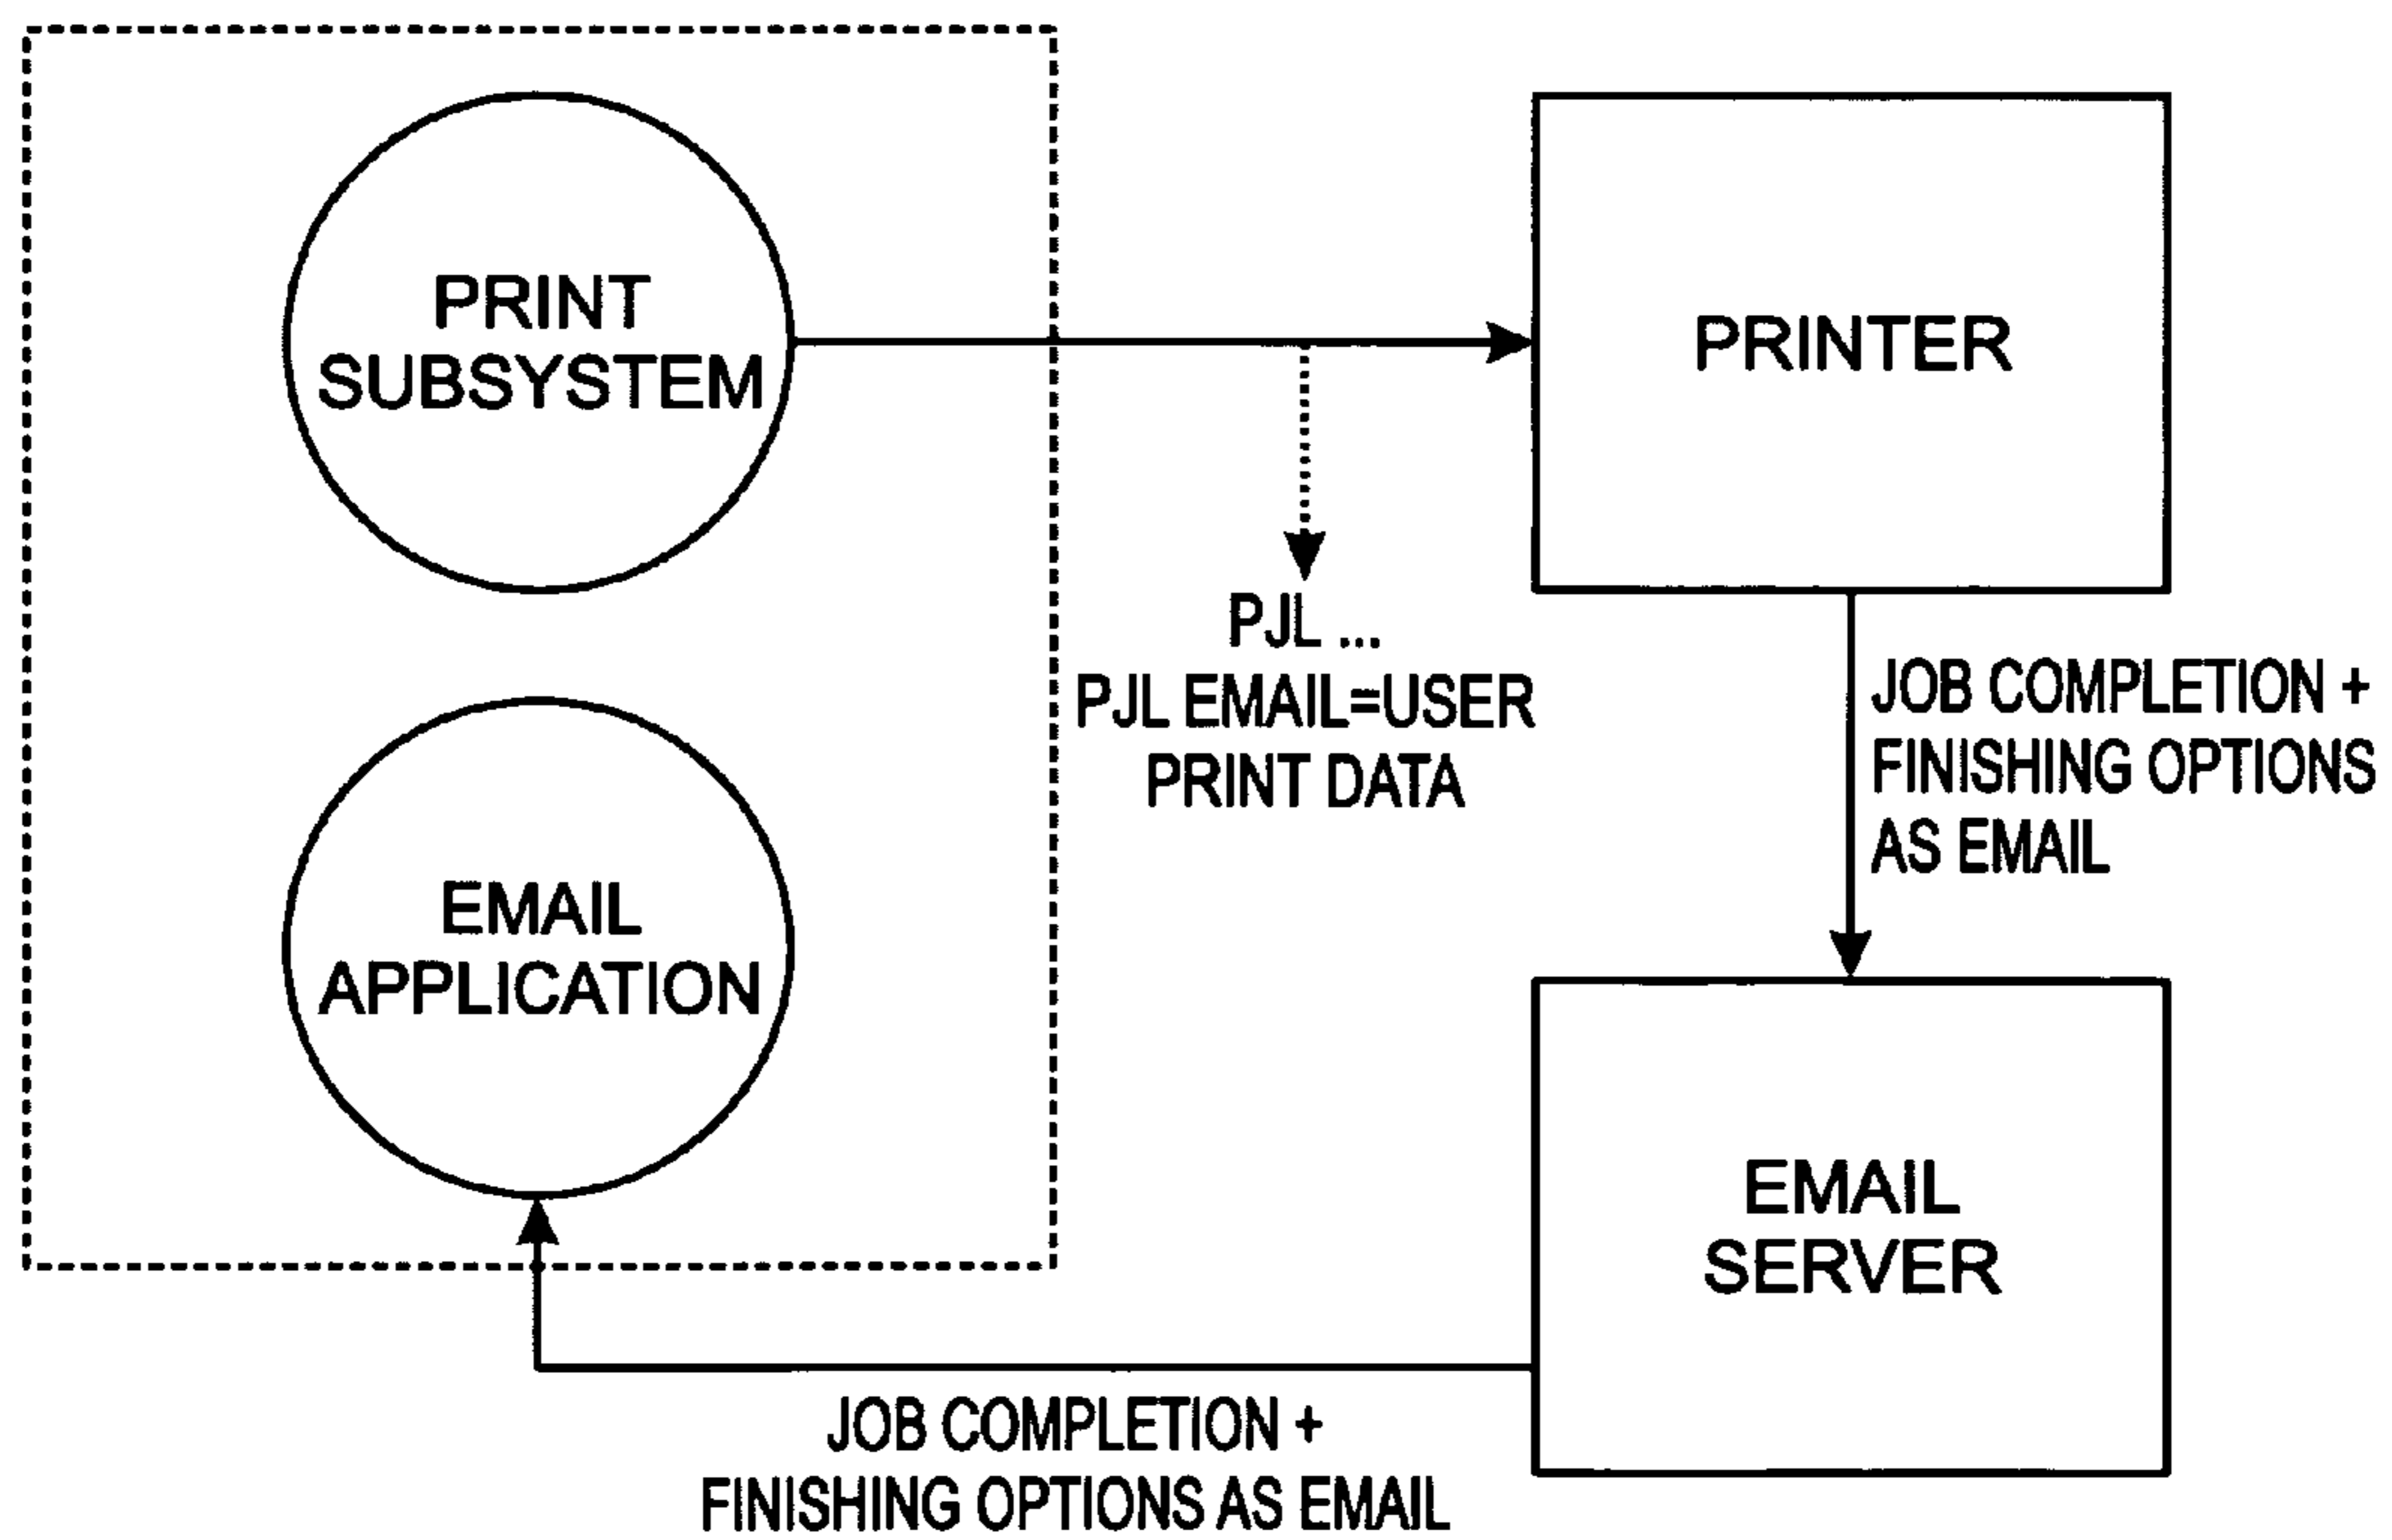 PRINT
SUBSYSTEM
PRINTER
PJL ...
PJL EMAIL=USER
PRINT DATA
JOB COMPLETION +
FINISHING OPTIONS
AS EMAIL
EMAIL
APPLICATION
EMAIL
SERVER
JOB COMPLETION +
FINISHING OPTIONS AS EMAIL